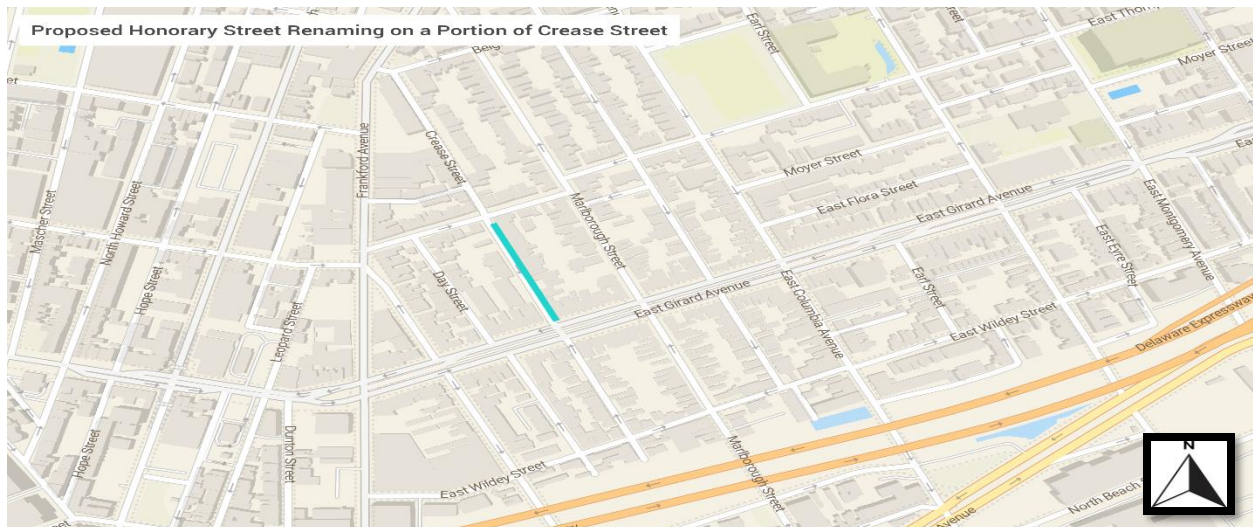 Proposed Honorary Street Renaming on a Portion of Crease Street
Earl Street
Moyer Street
Crease Street
Frankford Avenue
Moyer Street
Mascher Street
North Howard Street
Marlborough Street
East Flora Street
East Girard Avenue
East Montgomery Avenue
Hope Street
Day Street
East Eyre Street
Leopard Street
East Girard Avenue
East Columbia Avenue
Earl Street
East Wildey Street
Delaware Expressway
Hope Street
Dunton Street
Marlborough Street
East Wildey Street
North Beach
Avenue
N